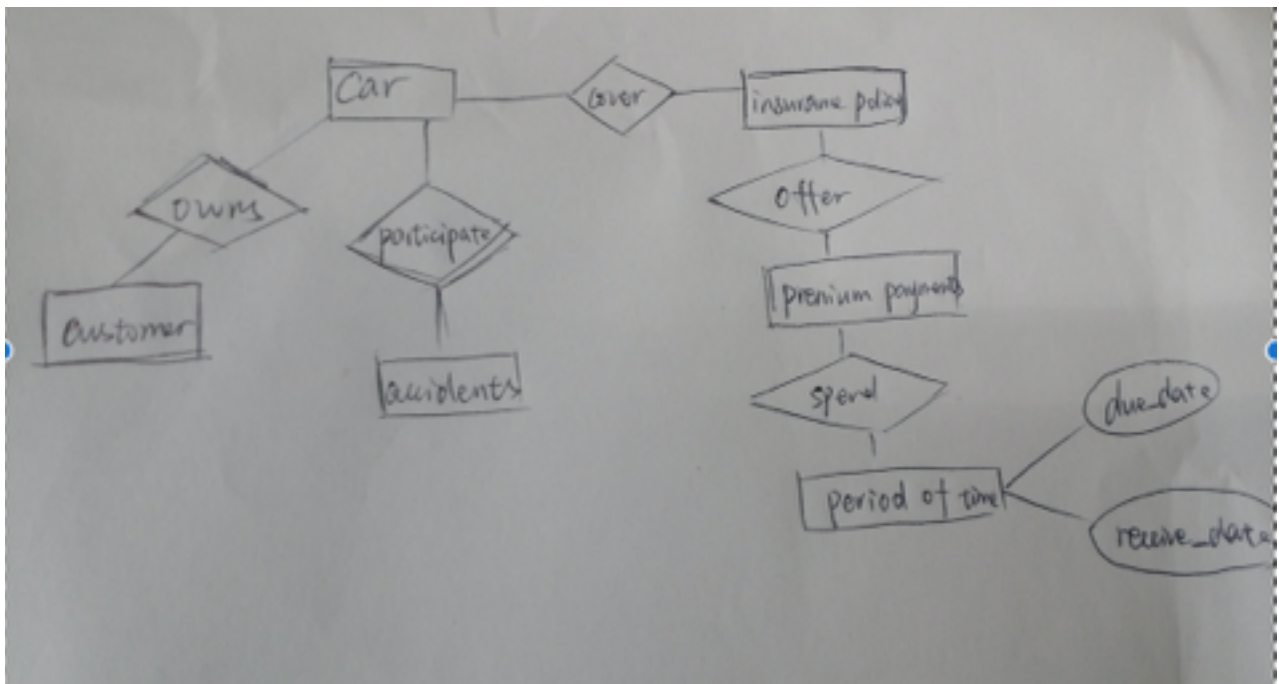 Car
cover
insurance policy
owns
participate
offer
customer
accidents
premium payments
spend
period of time
due_date
receive_date